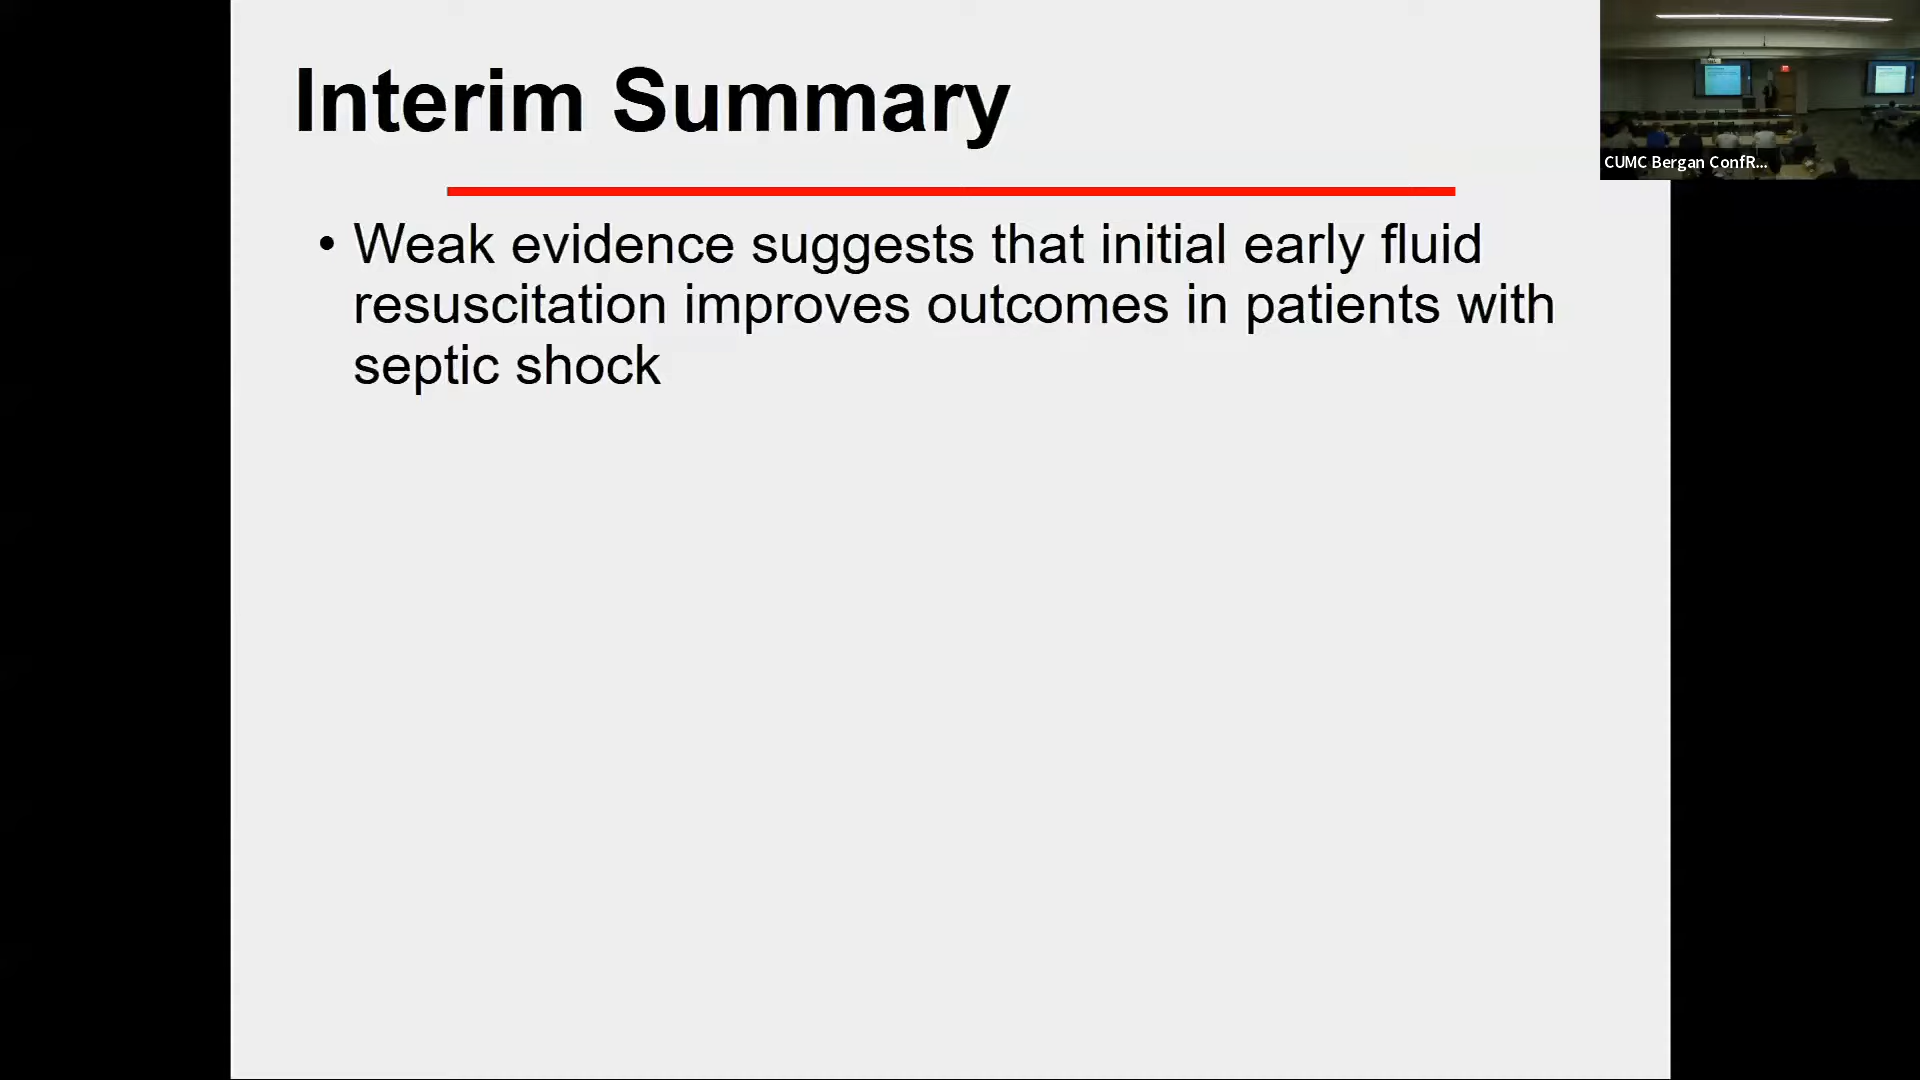 Interim Summary
• Weak evidence suggests that initial early fluid
resuscitation improves outcomes in patients with
septic shock
CUMC Bergan ConfR...